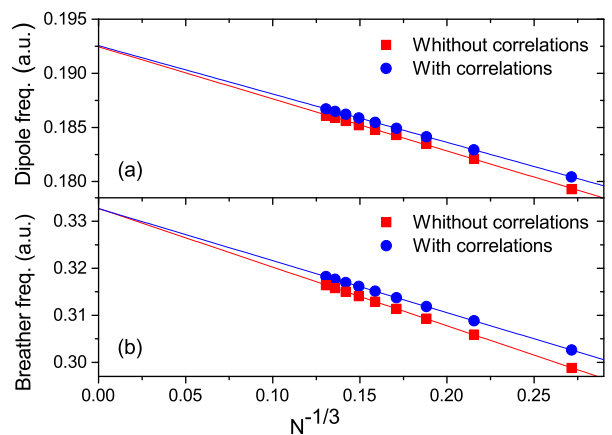 0.195
0.190
0.185
0.180
Dipole freq. (a.u.)
Whithout correlations
With correlations
(a)
0.33
0.32
0.31
0.30
Breather freq. (a.u.)
Whithout correlations
With correlations
(b)
0.00 0.05 0.10 0.15 0.20 0.25
N^-1/3